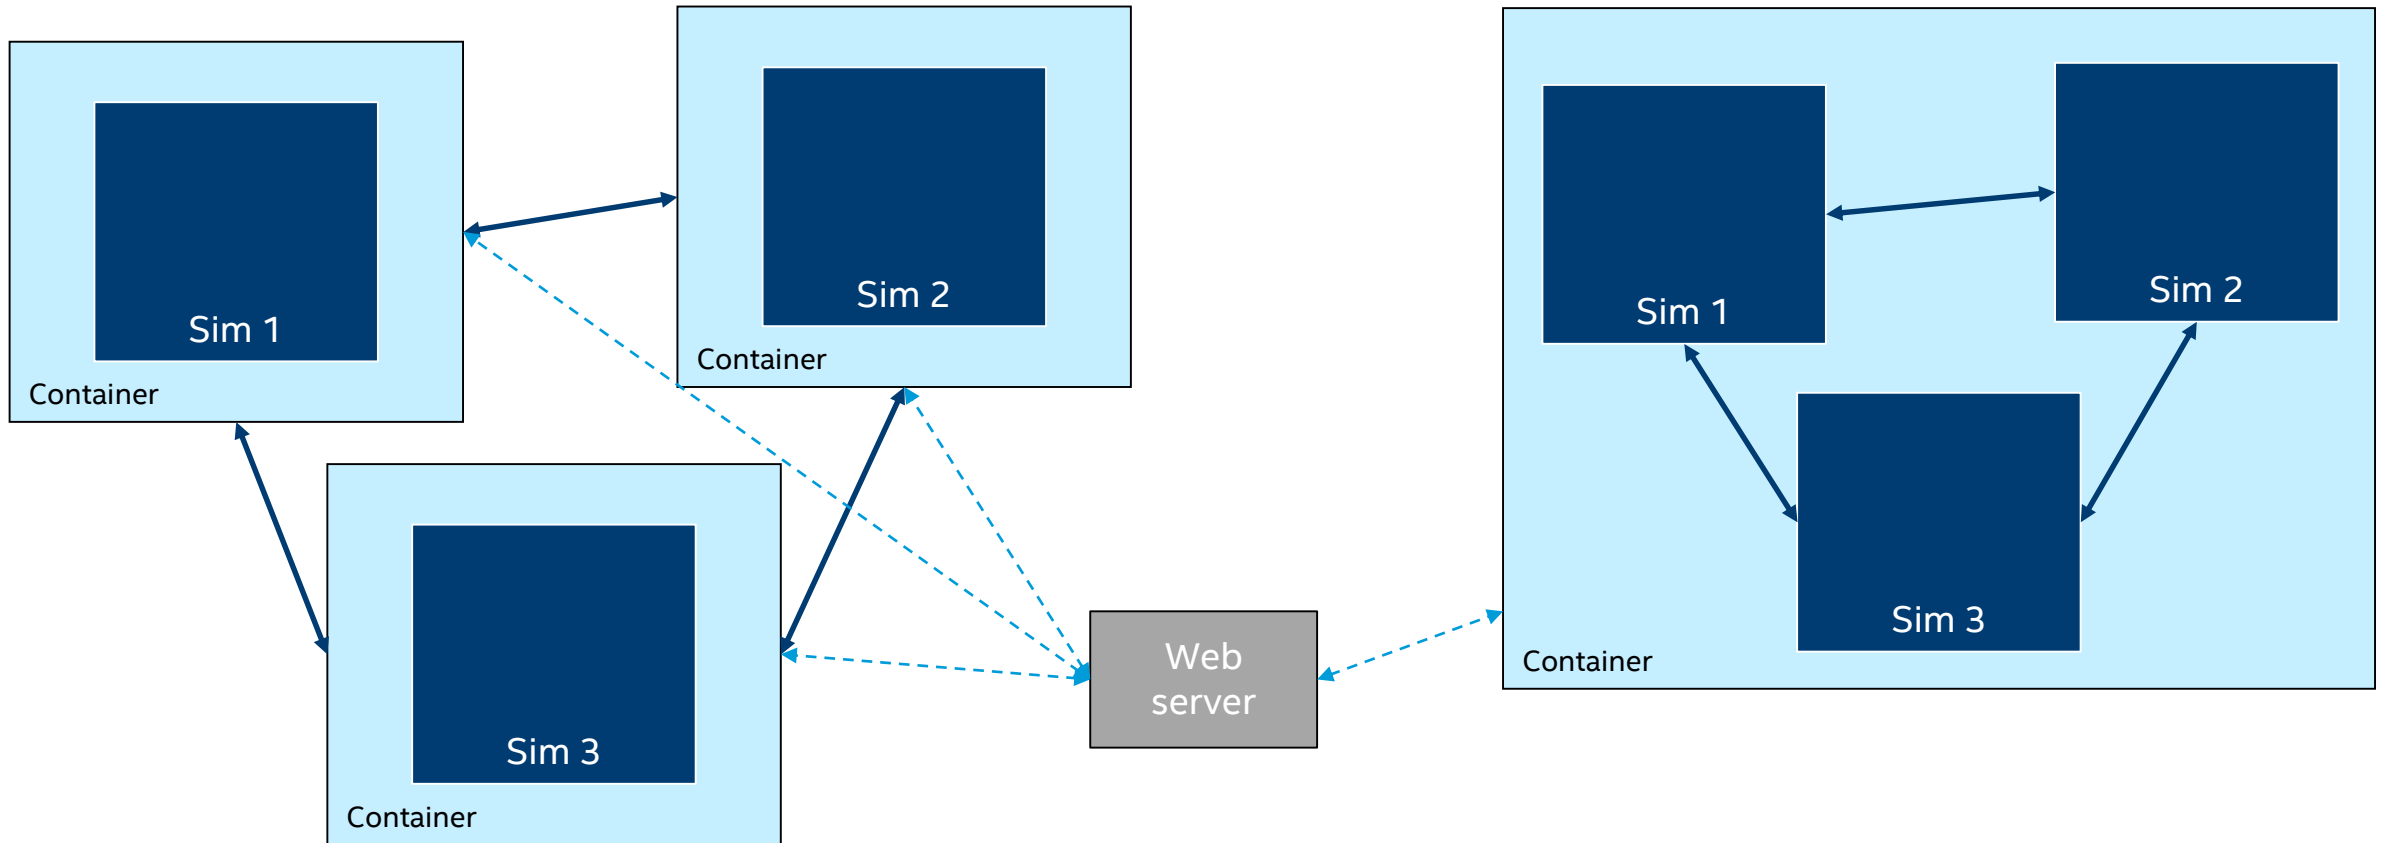 Sim 1
Container
Sim 2
Container
Sim 3
Container
Web
server
Sim 1
Sim 2
Sim 3
Container